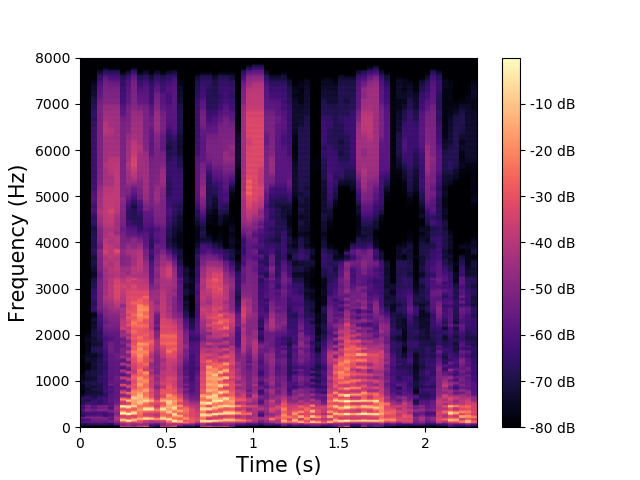 8000
7000
6000
5000
4000
3000
2000
1000
0
Frequency (Hz)
0 0.5 1 1.5 2
Time (s)
-10 dB
-20 dB
-30 dB
-40 dB
-50 dB
-60 dB
-70 dB
-80 dB